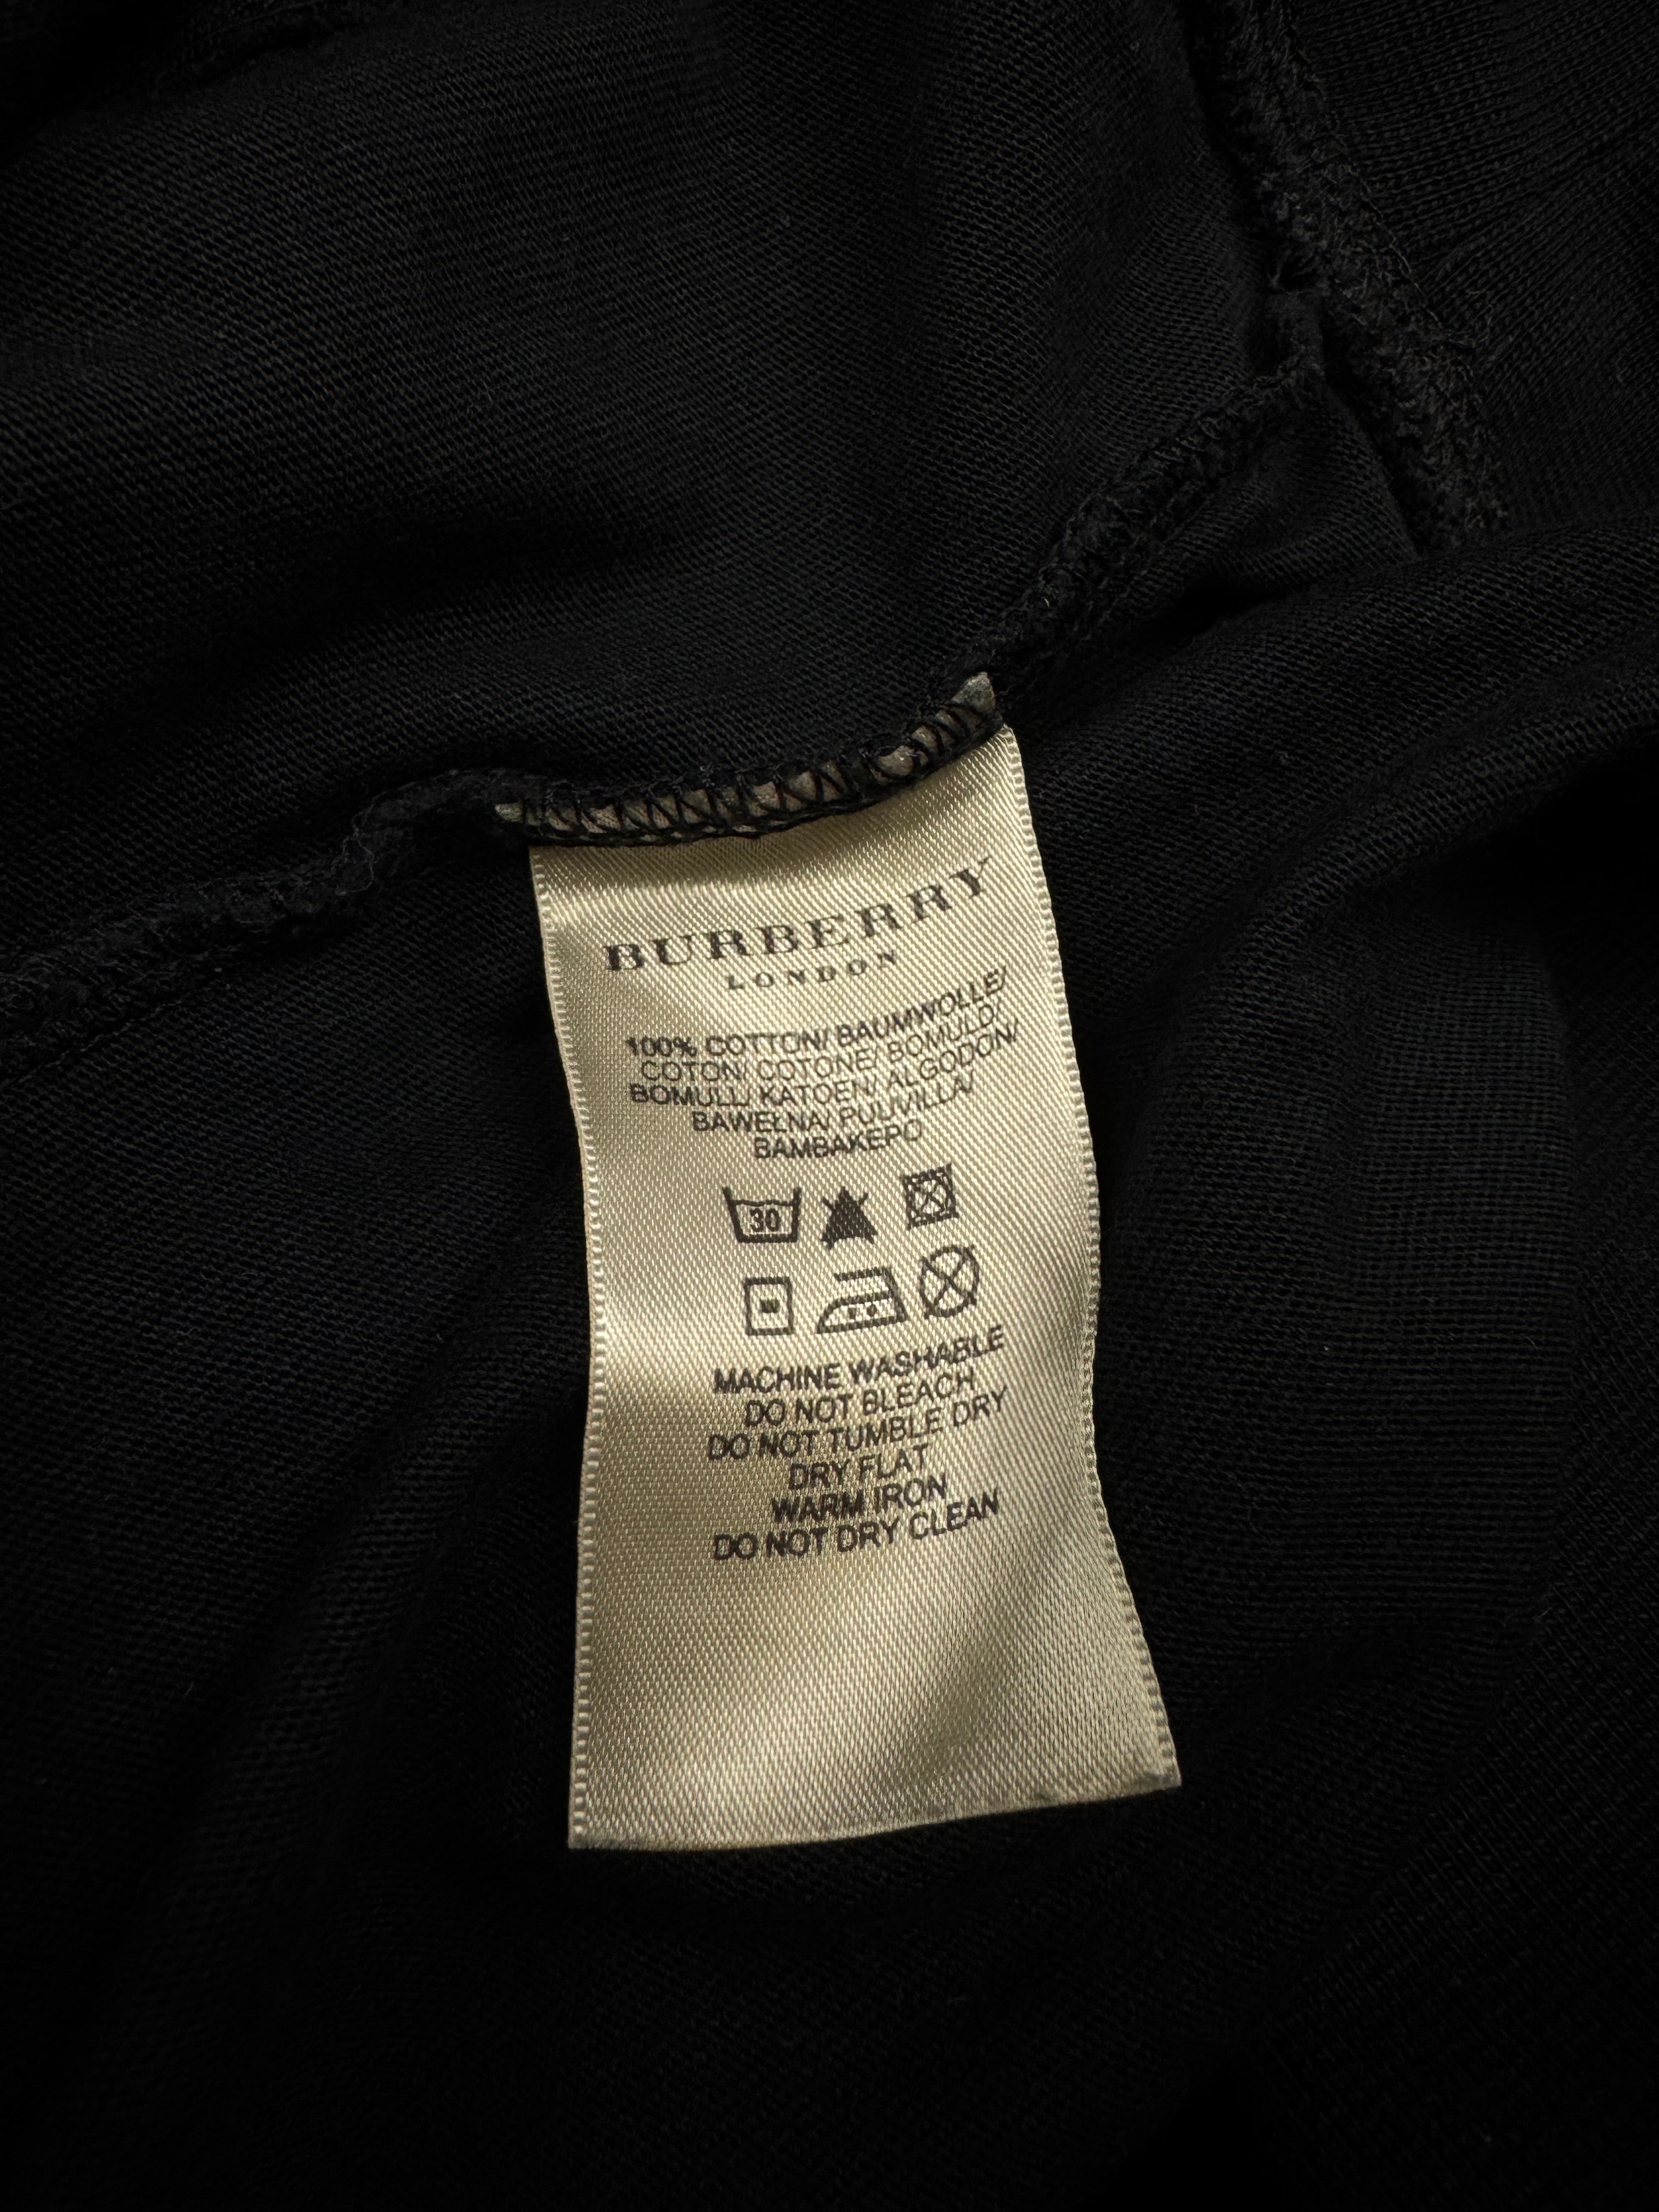 BURBERRY
LONDON
100% COTTON/ BAUMWOLLE/
COTON/ COTONE/ BOMULD/
BOMULL/ KATOEN/ ALGODON/
BAWEŁNA/ PUUVILLA/
BAMBAKEPO
30
MACHINE WASHABLE
DO NOT BLEACH
DO NOT TUMBLE DRY
DRY FLAT
WARM IRON
DO NOT DRY CLEAN